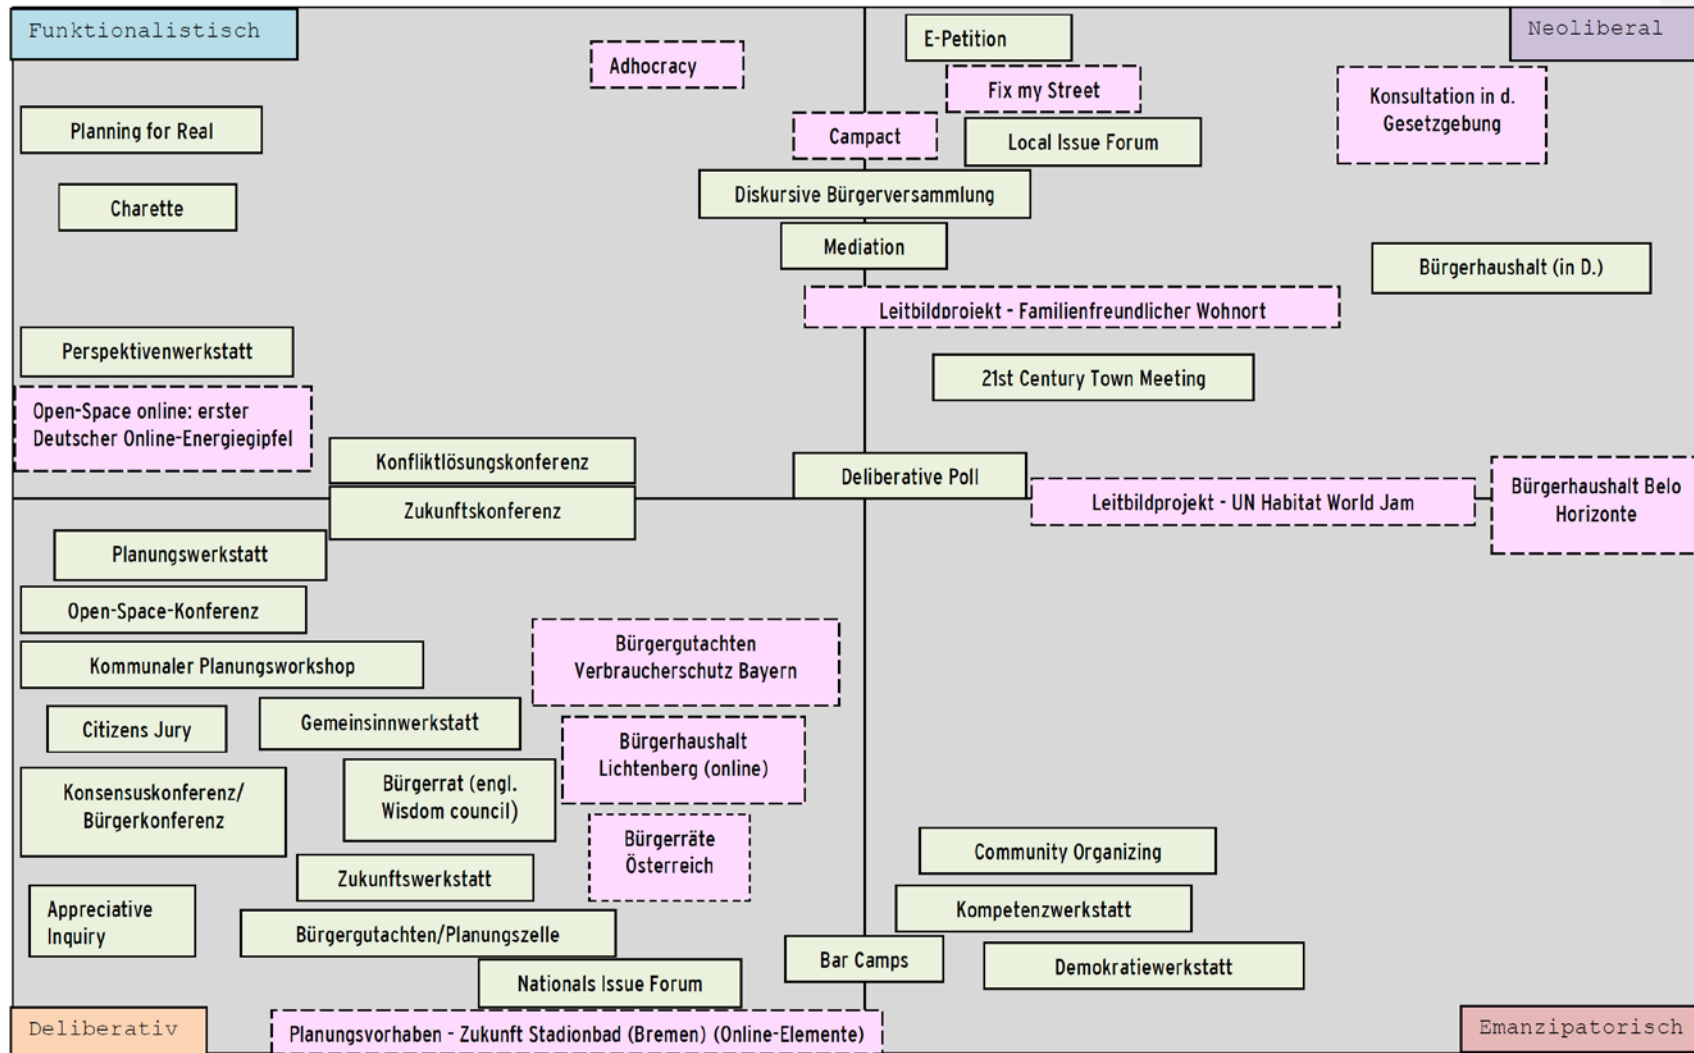 Funktionalistisch
Neoliberal
E-Petition
Adhocracy
Fix my Street
Konsultation in d.
Gesetzgebung
Planning for Real
Campact
Local Issue Forum
Charette
Diskursive Bürgerversammlung
Mediation
Bürgerhaushalt (in D.)
Leitbildprojekt - Familienfreundlicher Wohnort
Perspektivenwerkstatt
21st Century Town Meeting
Open-Space online: erster
Deutscher Online-Energiegipfel
Konfliktlösungskonferenz
Deliberative Poll
Leitbildprojekt - UN Habitat World Jam
Bürgerhaushalt Belo
Horizonte
Zukunftskonferenz
Planungswerkstatt
Open-Space-Konferenz
Kommunaler Planungsworkshop
Bürgergutachten
Verbraucherschutz Bayern
Citizens Jury
Gemeinsinnwerkstatt
Bürgerhaushalt
Lichtenberg (online)
Konsensuskonferenz/
Bürgerkonferenz
Bürgerrat (engl.
Wisdom council)
Bürgerräte
Österreich
Community Organizing
Zukunftswerkstatt
Appreciative
Inquiry
Kompetenzwerkstatt
Bürgergutachten/Planungszelle
Bar Camps
Demokratiewerkstatt
Nationals Issue Forum
Deliberativ
Planungsvorhaben - Zukunft Stadionbad (Bremen) (Online-Elemente)
Emanzipatorisch